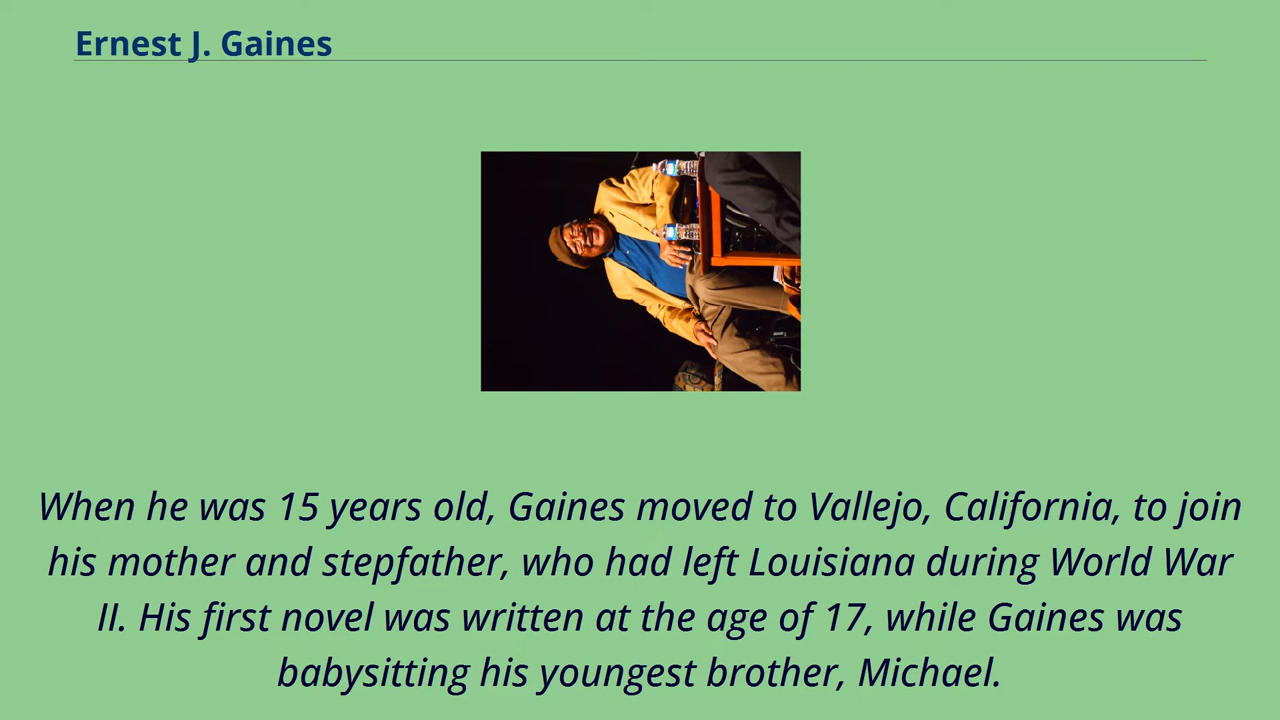 Ernest J. Gaines
When he was 15 years old, Gaines moved to Vallejo, California, to join
his mother and stepfather, who had left Louisiana during World War
II. His first novel was written at the age of 17, while Gaines was
babysitting his youngest brother, Michael.